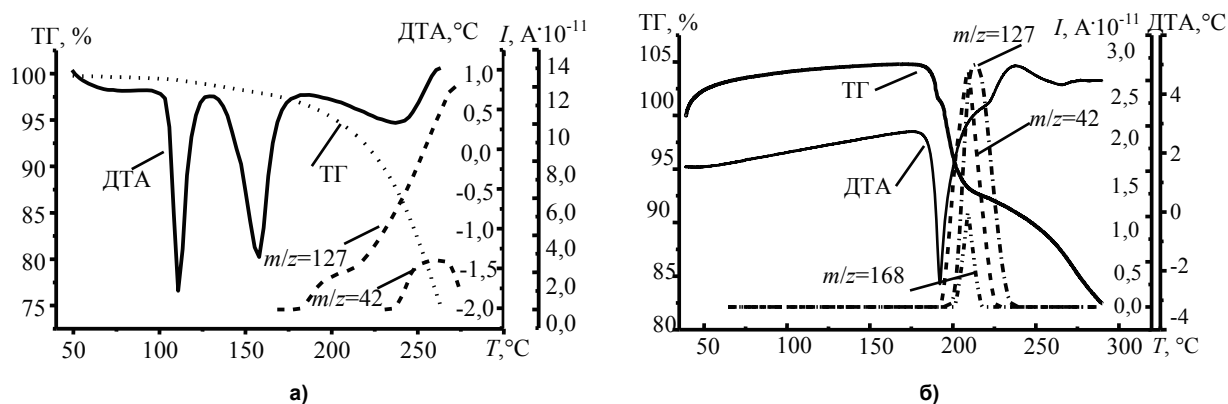 ТГ, %
100
95
90
85
80
75
50
100
150
200
250
T,°C
ДТА,°C
1,0
0,5
0,0
-0,5
-1,0
-1,5
-2,0
I, А·10-11
14
12
10
8,0
6,0
4,0
2,0
0,0
ДТА
ТГ
m/z=127
m/z=42
а)
ТГ, %
105
100
95
90
85
80
50
100
150
200
250
300
T, °C
I, А·10-11
3,0
2,5
2,0
1,5
1,0
0,5
0,0
ДТА,°C
4
2
0
-2
-4
m/z=127
ТГ
m/z=42
ДТА
m/z=168
б)